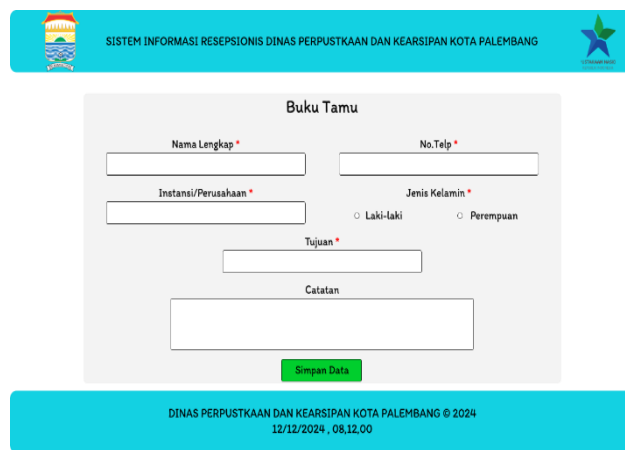 SISTEM INFORMASI RESEPSIONIS DINAS PERPUSTKAAN DAN KEARSIPAN KOTA PALEMBANG
Buku Tamu
Nama Lengkap * No.Telp *
Instansi/Perusahaan * Jenis Kelamin *
Laki-laki Perempuan
Tujuan *
Catatan
Simpan Data
DINAS PERPUSTKAAN DAN KEARSIPAN KOTA PALEMBANG © 2024
12/12/2024 , 08,12,00